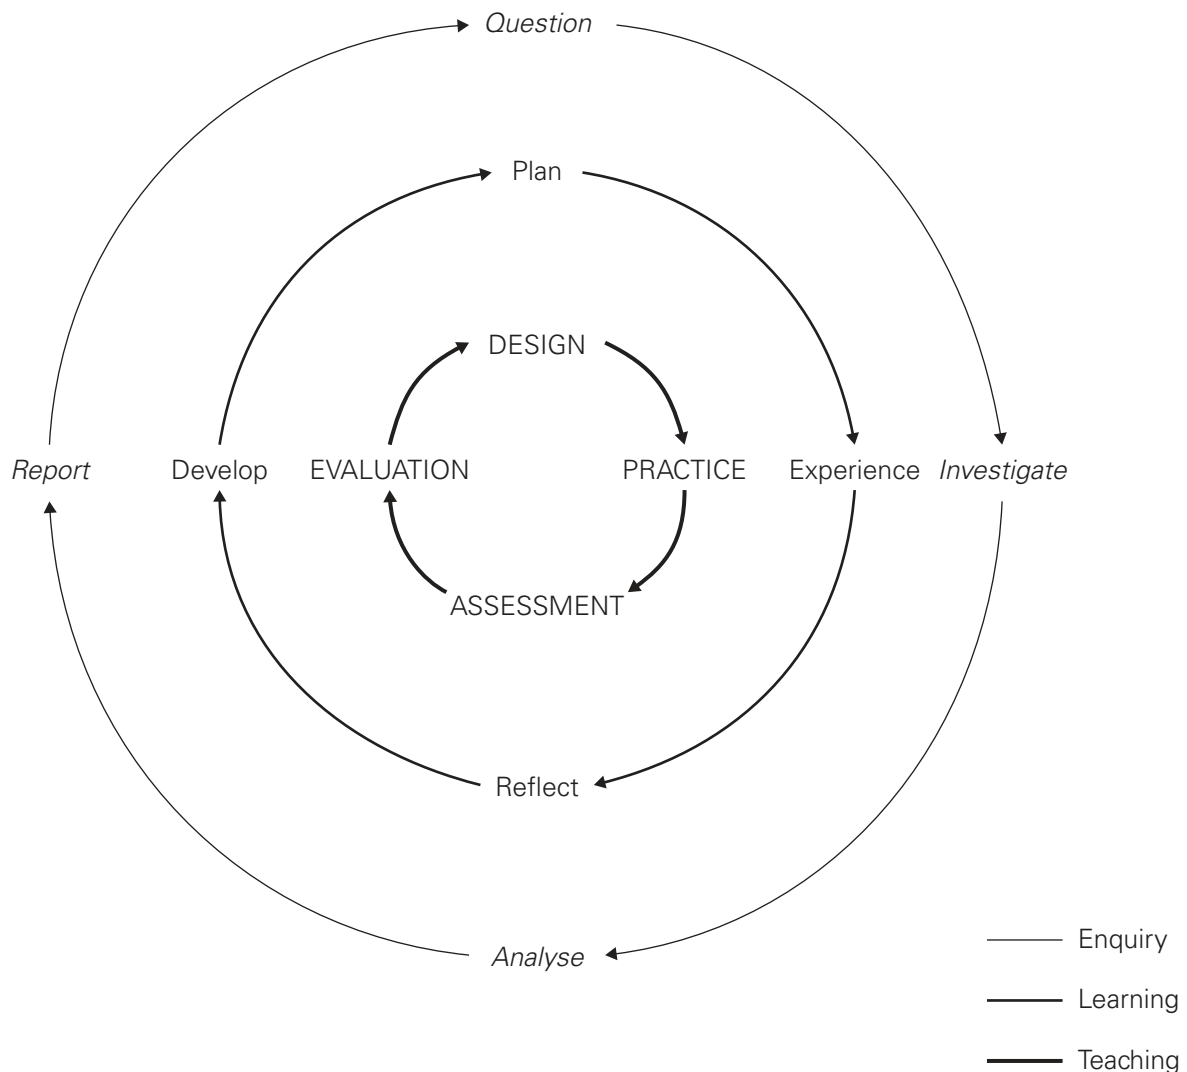 Question
Plan
DESIGN
Report
Develop
EVALUATION
PRACTICE
Experience
Investigate
ASSESSMENT
Reflect
Analyse
Enquiry
Learning
Teaching